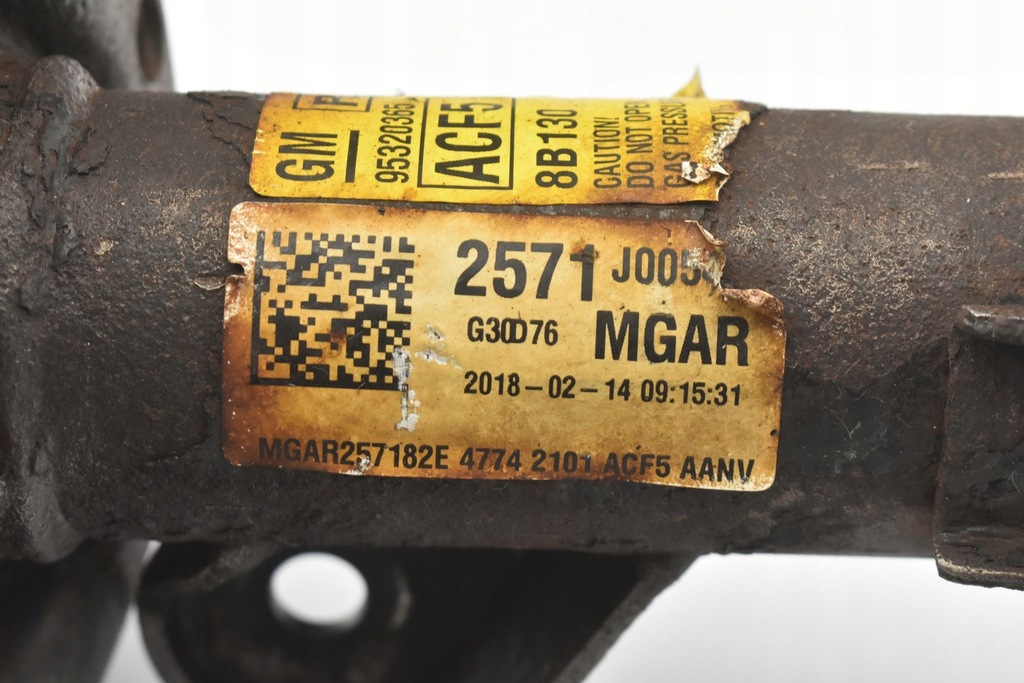 GM
95320365
ACF5
8B130
CAUTION!
DO NOT OPE
GAS PRESSU
2571 J005
G30D76 MGAR
2018-02-14 09:15:31
MGAR257182E 4774 2101 ACF5 AANV